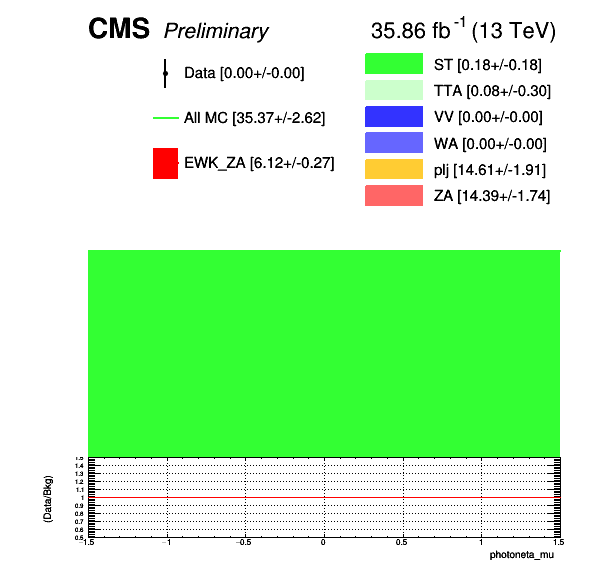 CMS Preliminary
35.86 fb-1 (13 TeV)
Data [0.00+/-0.00]
All MC [35.37+/-2.62]
EWK_ZA [6.12+/-0.27]
ST [0.18+/-0.18]
TTA [0.08+/-0.30]
VV [0.00+/-0.00]
WA [0.00+/-0.00]
plj [14.61+/-1.91]
ZA [14.39+/-1.74]
(Data/Bkg)
1.5
1.4
1.3
1.2
1.1
1
0.9
0.8
0.7
0.6
0.5
−1.5 −1 −0.5 0 0.5 1 1.5
photoneta_mu